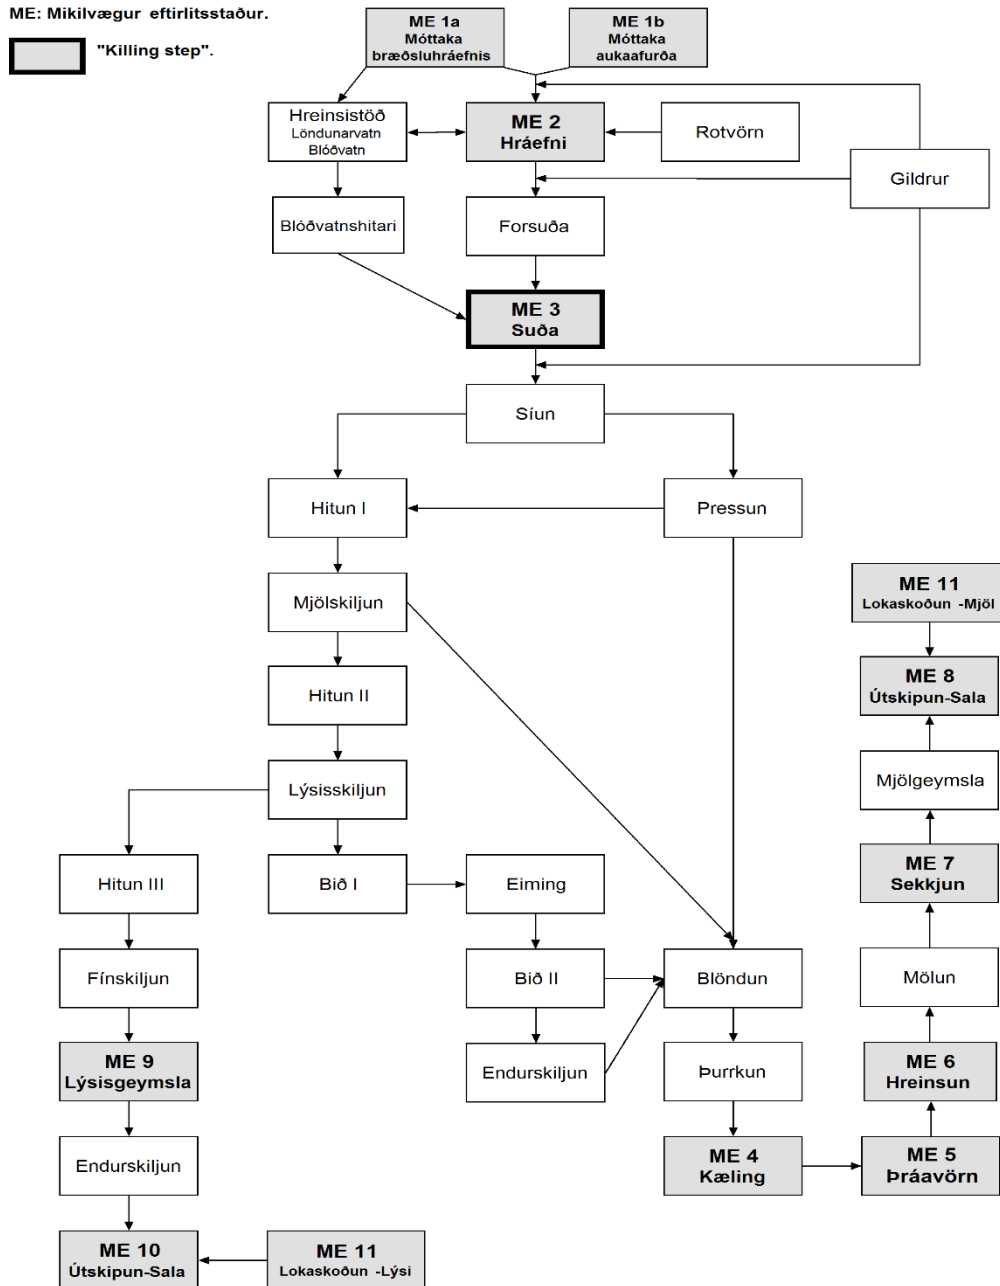 ME: Mikilvægur eftirlitsstaður.
"Killing step".
ME 1a
Móttaka
bræðsluhráefnis
ME 1b
Móttaka
aukaafurða
Hreinsistöð
Löndunarvatn
Blóðvatn
ME 2
Hráefni
Rotvörn
Gildrur
Blóðvatnshitari
Forsuða
ME 3
Suða
Síun
Hitun I
Pressun
Mjölskiljun
ME 11
Lokaskoðun -Mjöl
Hitun II
ME 8
Útskipun-Sala
Lýsisskiljun
Mjölgeymsla
Hitun III
Bið I
Eiming
ME 7
Sekkjun
Fínskiljun
Bið II
Blöndun
Mölun
ME 9
Lýsisgeymsla
Endurskiljun
Þurrkun
ME 6
Hreinsun
Endurskiljun
ME 4
Kæling
ME 5
Þráavörn
ME 10
Útskipun-Sala
ME 11
Lokaskoðun -Lýsi